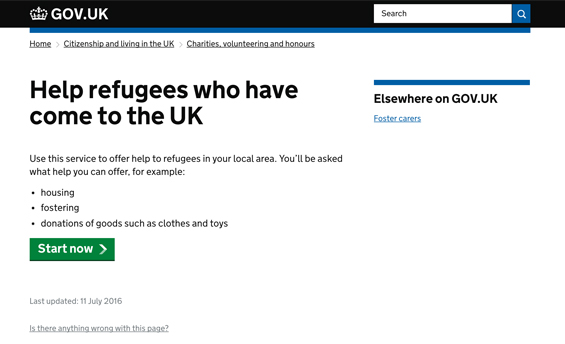 GOV.UK
Search
Home
Citizenship and living in the UK
Charities, volunteering and honours
Help refugees who have
come to the UK
Use this service to offer help to refugees in your local area. You'll be asked
what help you can offer, for example:
• housing
• fostering
• donations of goods such as clothes and toys
Start now
Last updated: 11 July 2016
Is there anything wrong with this page?
Elsewhere on GOV.UK
Foster carers